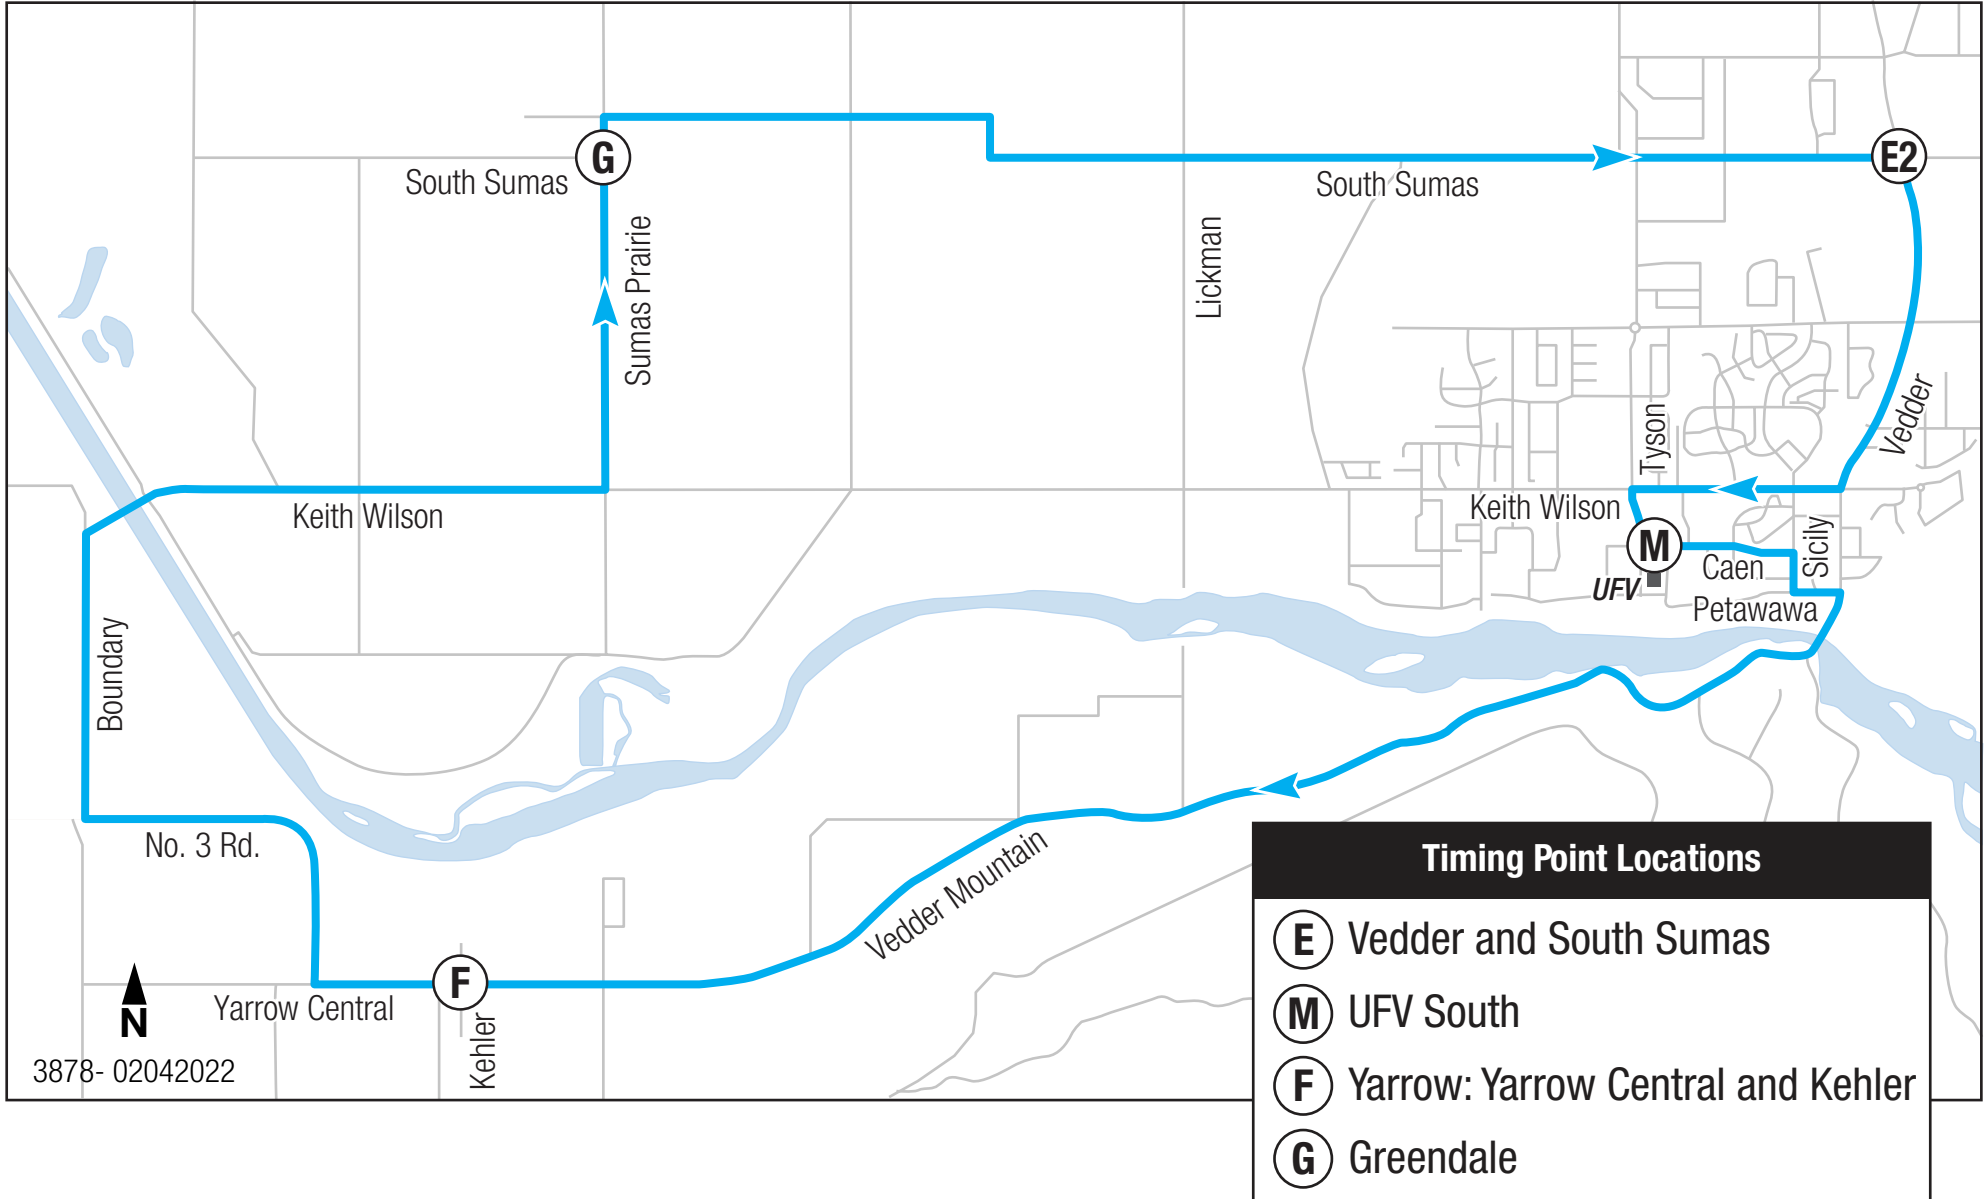 G
South Sumas
Sumas Prairie
Lickman
South Sumas
E2
Vedder
Tyson
Keith Wilson
Keith Wilson
M
UFV
Caen
Sicily
Petawawa
Boundary
No. 3 Rd.
Vedder Mountain
Yarrow Central
F
Kehler
N
3878- 02042022
Timing Point Locations
E Vedder and South Sumas
M UFV South
F Yarrow: Yarrow Central and Kehler
G Greendale